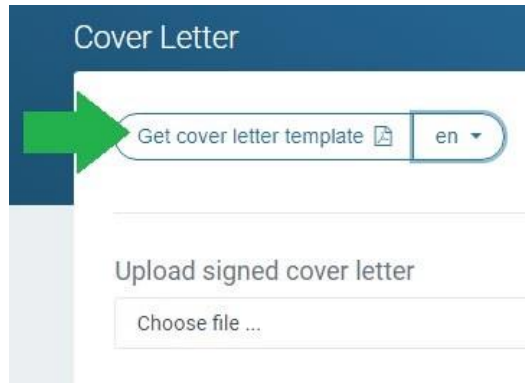 Cover Letter
Get cover letter template en
Upload signed cover letter
Choose file ...